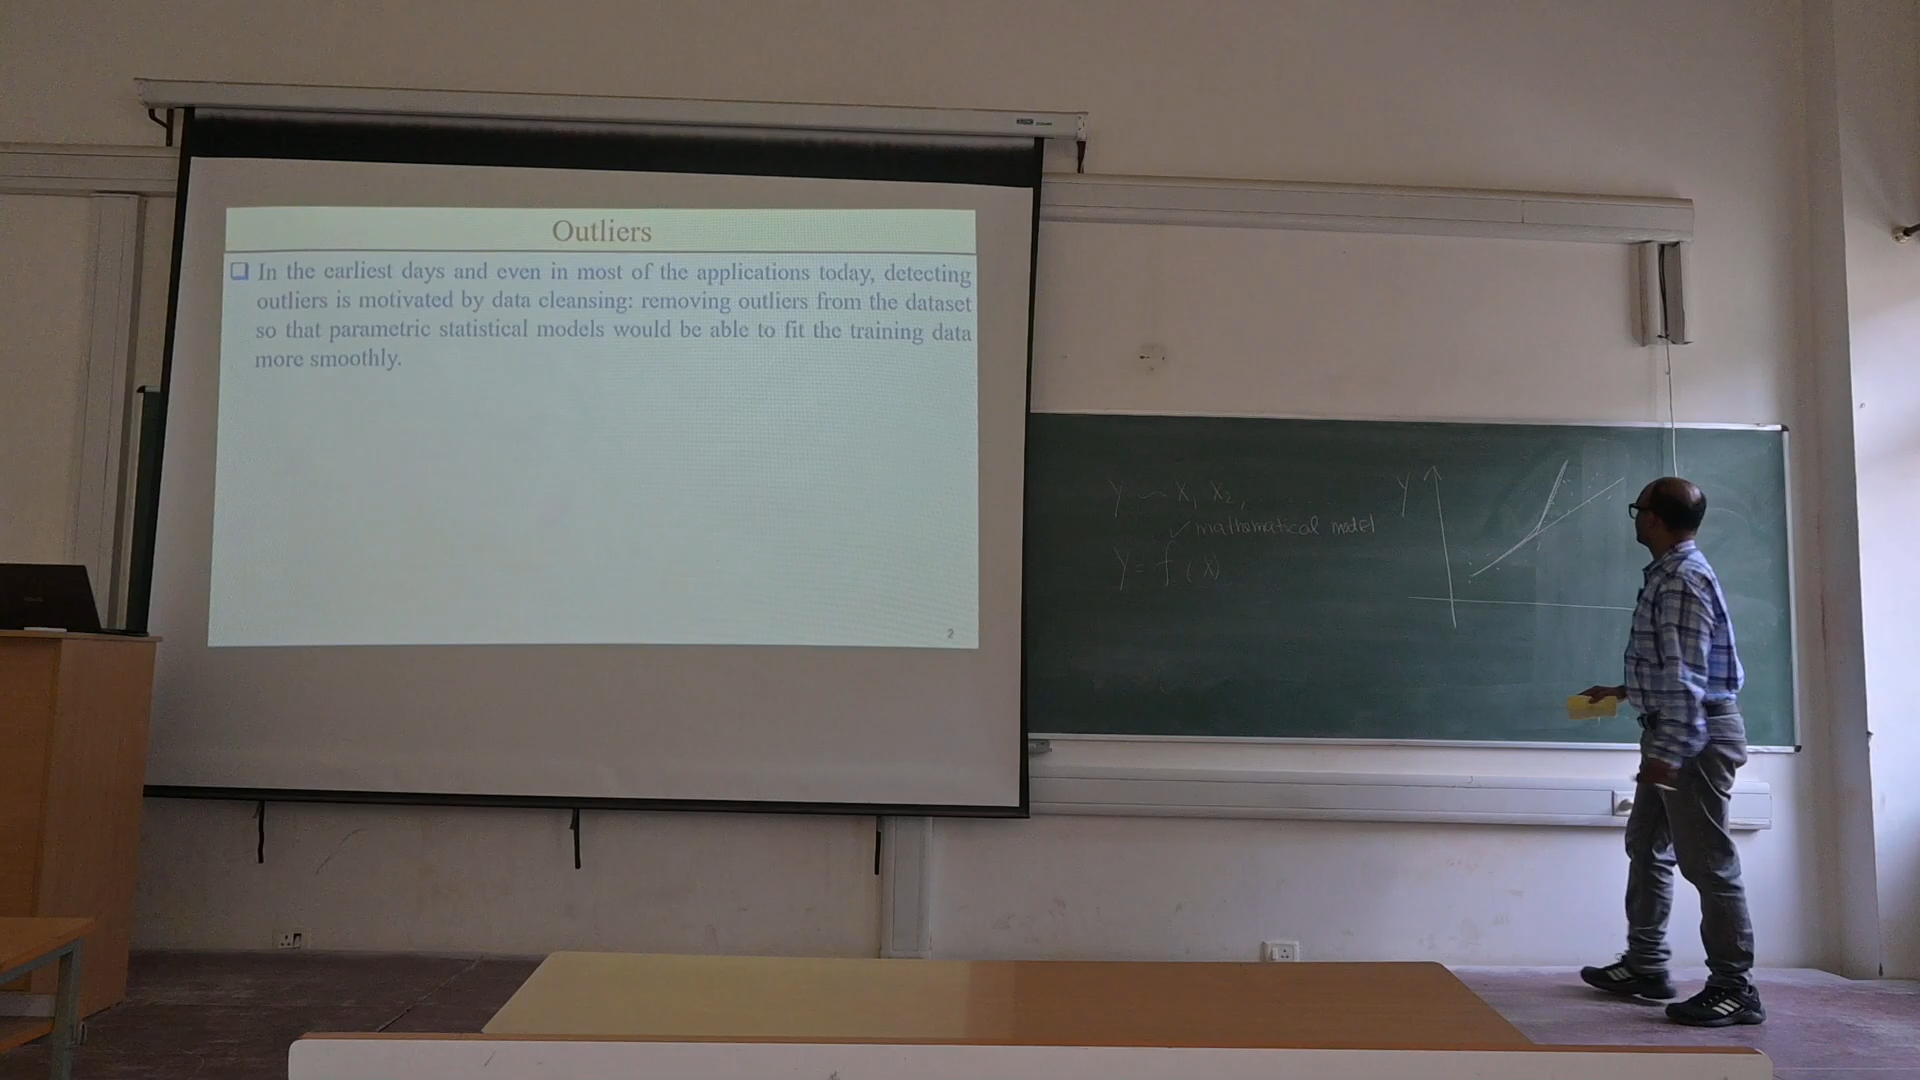 Outliers
❑ In the earliest days and even in most of the applications today, detecting
outliers is motivated by data cleansing: removing outliers from the dataset
so that parametric statistical models would be able to fit the training data
more smoothly.
2
Y ~ X₁ X₂, ......
✓ mathematical model
Y = f (X)
Y